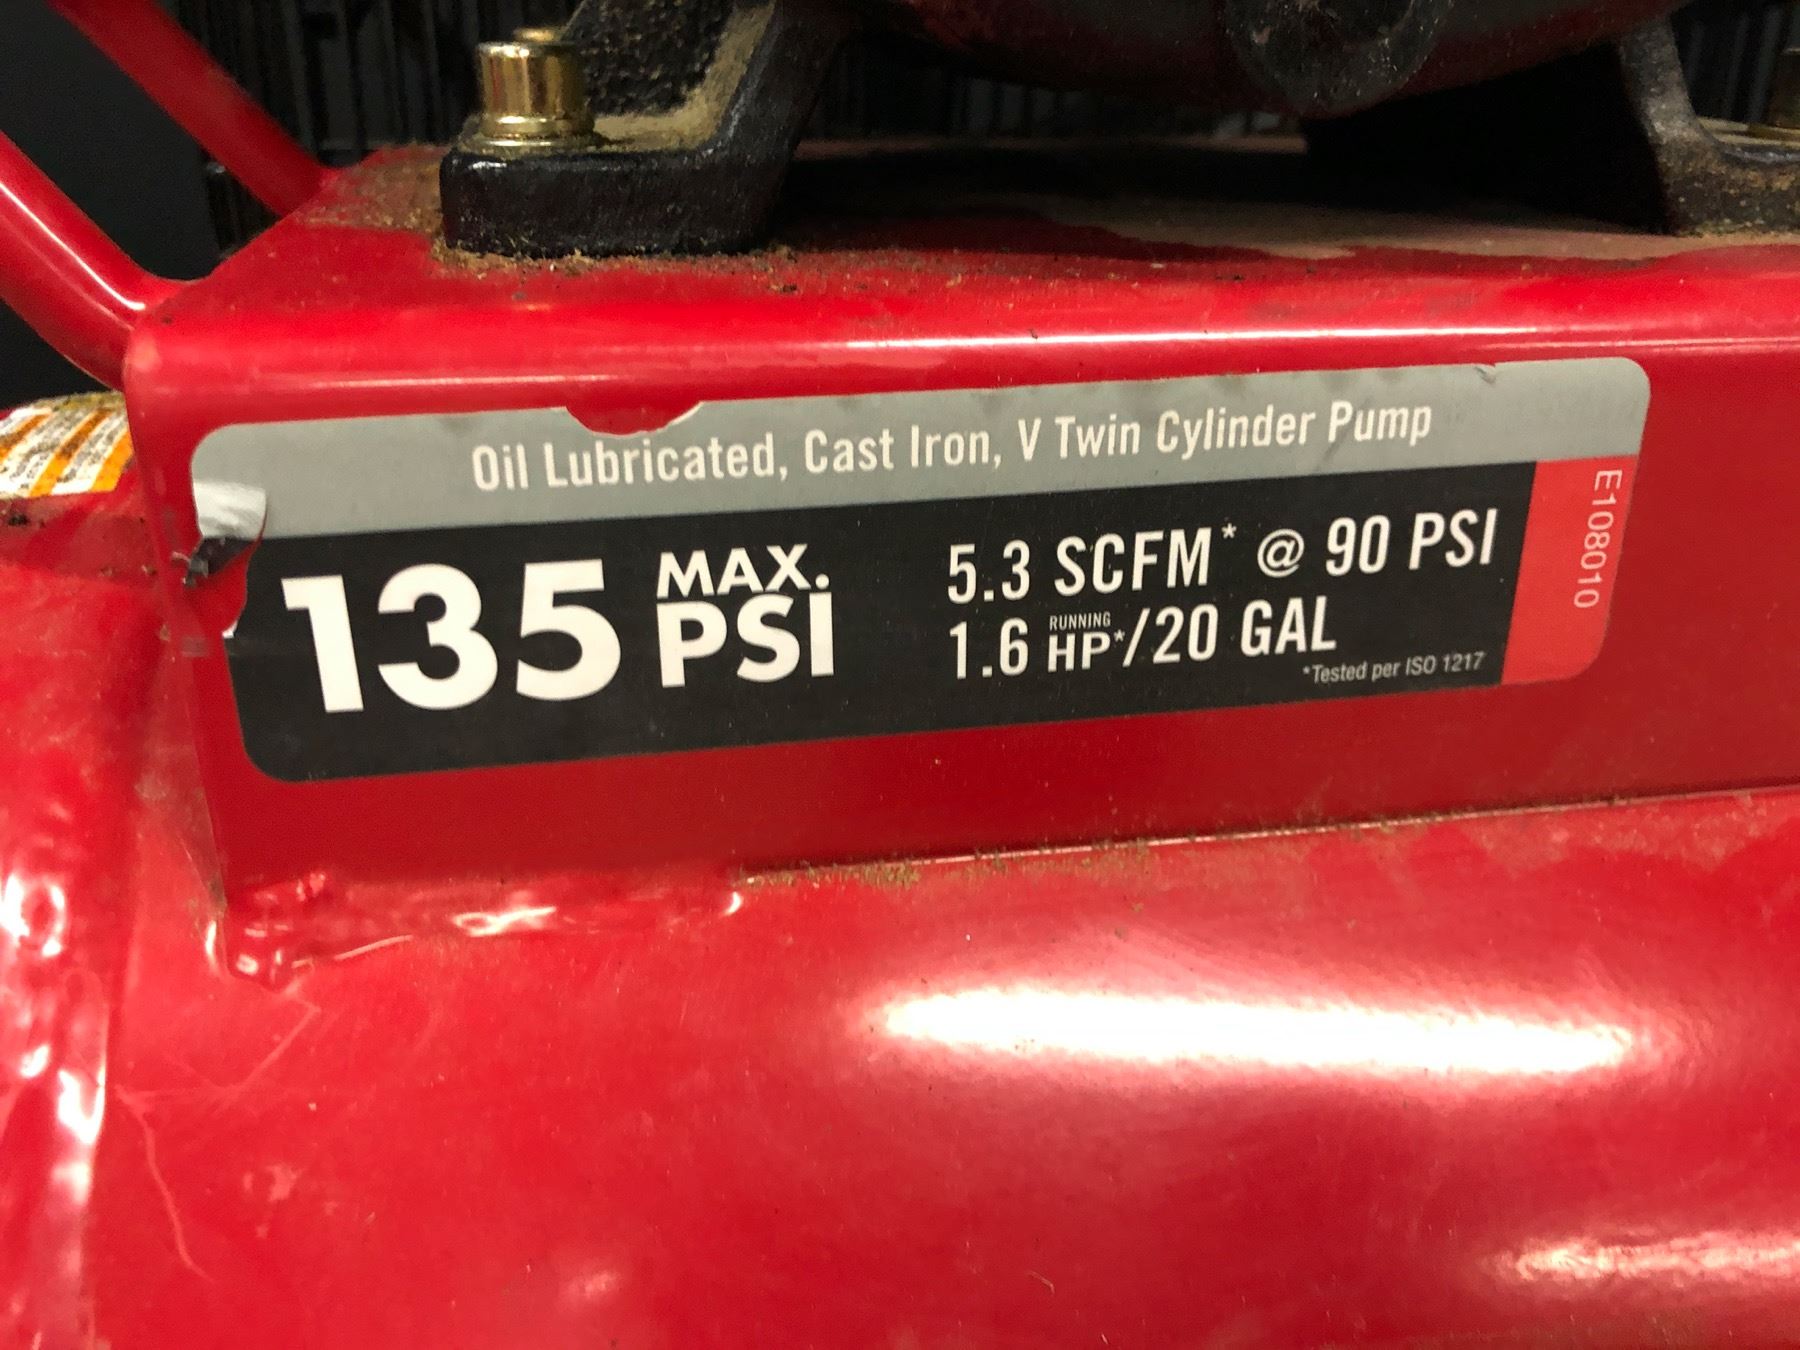 Oil Lubricated, Cast Iron, V Twin Cylinder Pump
135 MAX. PSI
5.3 SCFM* @ 90 PSI
1.6 RUNNING HP*/20 GAL
*Tested per ISO 1217
E108010